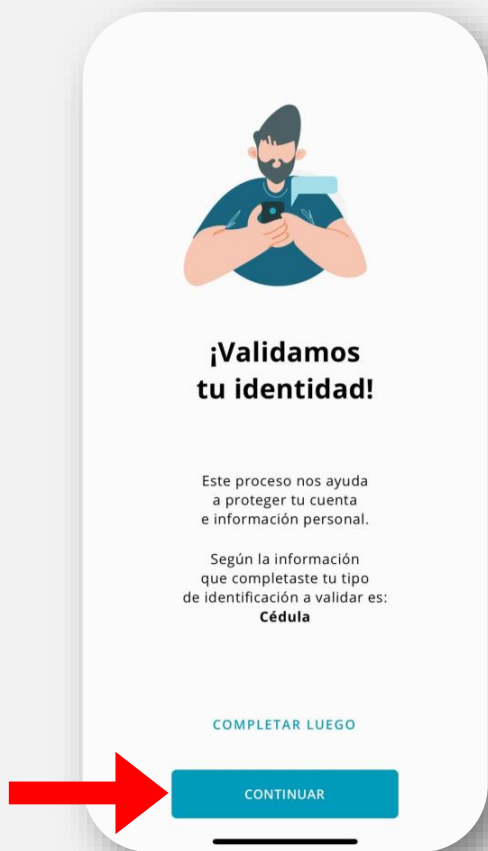 ¡Validamos
tu identidad!
Este proceso nos ayuda
a proteger tu cuenta
e información personal.
Según la información
que completaste tu tipo
de identificación a validar es:
Cédula
COMPLETAR LUEGO
CONTINUAR